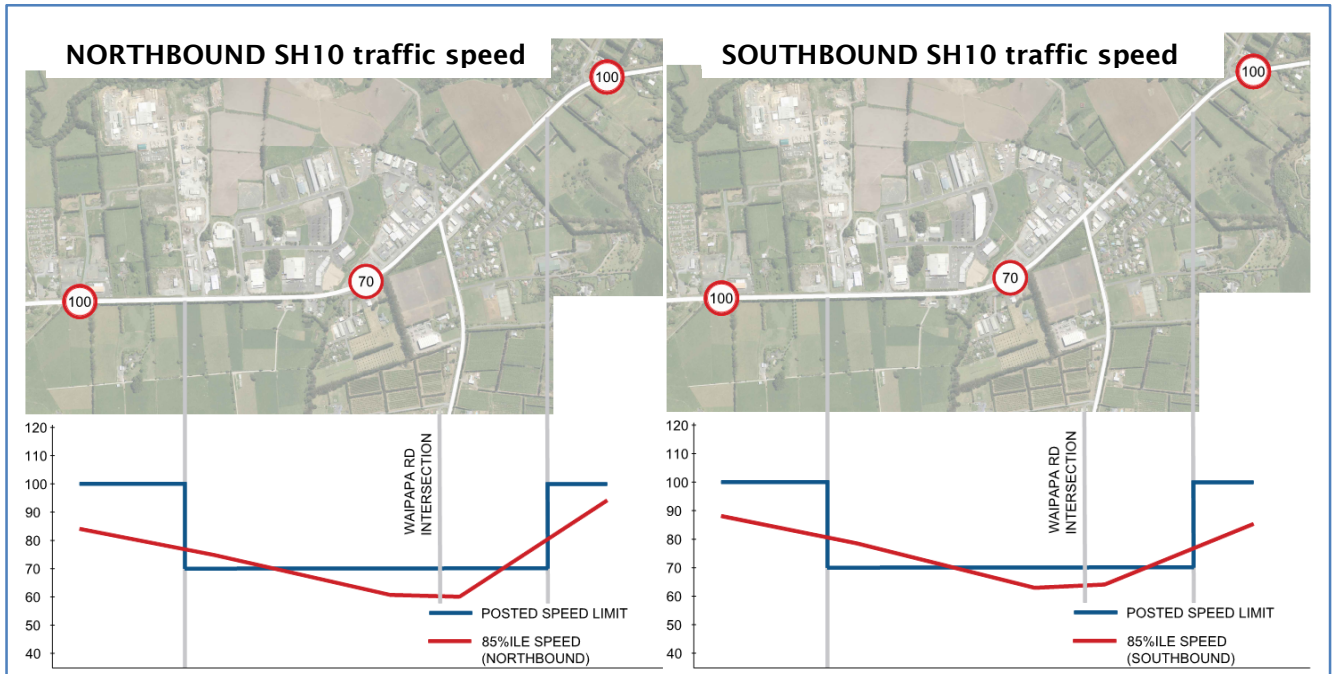 NORTHBOUND SH10 traffic speed
100
70
100
120
100
90
80
70
60
50
40
WAIPAPA RD
INTERSECTION
POSTED SPEED LIMIT
85%ILE SPEED
(NORTHBOUND)
SOUTHBOUND SH10 traffic speed
100
70
100
120
100
90
80
70
60
50
40
WAIPAPA RD
INTERSECTION
POSTED SPEED LIMIT
85%ILE SPEED
(SOUTHBOUND)